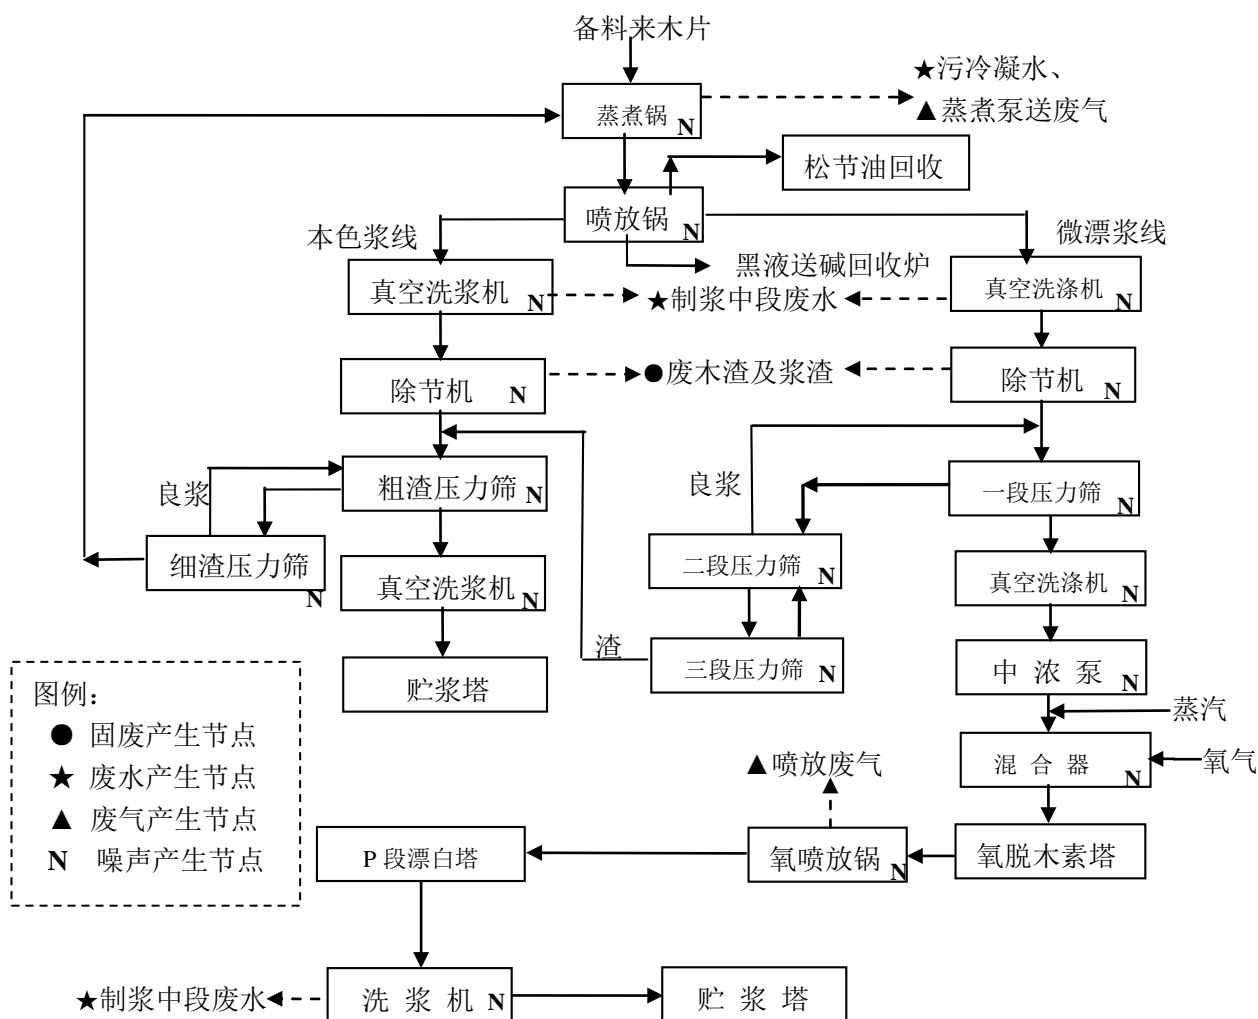 备料来木片
★污冷凝水、
▲蒸煮泵送废气
蒸煮锅 N
松节油回收
喷放锅 N
本色浆线
微漂浆线
黑液送碱回收炉
真空洗浆机 N
★制浆中段废水
真空洗涤机 N
除节机 N
●废木渣及浆渣
除节机 N
良浆
粗渣压力筛 N
良浆
一段压力筛 N
细渣压力筛 N
真空洗浆机 N
二段压力筛 N
真空洗涤机 N
渣
三段压力筛 N
中 浓 泵 N
贮浆塔
蒸汽
混 合 器 N
氧气
图例：
● 固废产生节点
★ 废水产生节点
▲ 废气产生节点
N 噪声产生节点
▲喷放废气
P 段漂白塔
氧喷放锅 N
氧脱木素塔
★制浆中段废水
洗 浆 机 N
贮 浆 塔